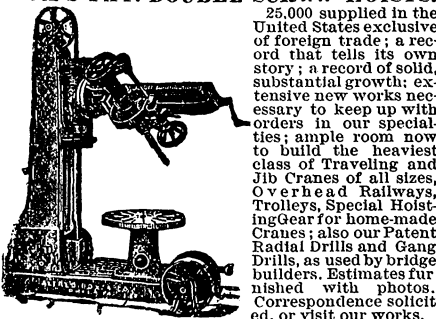 DOUBLE SCREW HOISTS.
25,000 supplied in the
United States exclusive
of foreign trade; a rec-
ord that tells its own
story; a record of solid,
substantial growth; ex-
tensive new works nec-
essary to keep up with
orders in our special-
ties; ample room now
to build the heaviest
class of Traveling and
Jib Cranes of all sizes,
Overhead Railways,
Trolleys, Special Hoist-
ingGear for home-made
Cranes; also our Patent
Radial Drills and Gang
Drills, as used by bridge
builders. Estimates fur
nished with photos.
Correspondence solicit
ed, or visit our works.